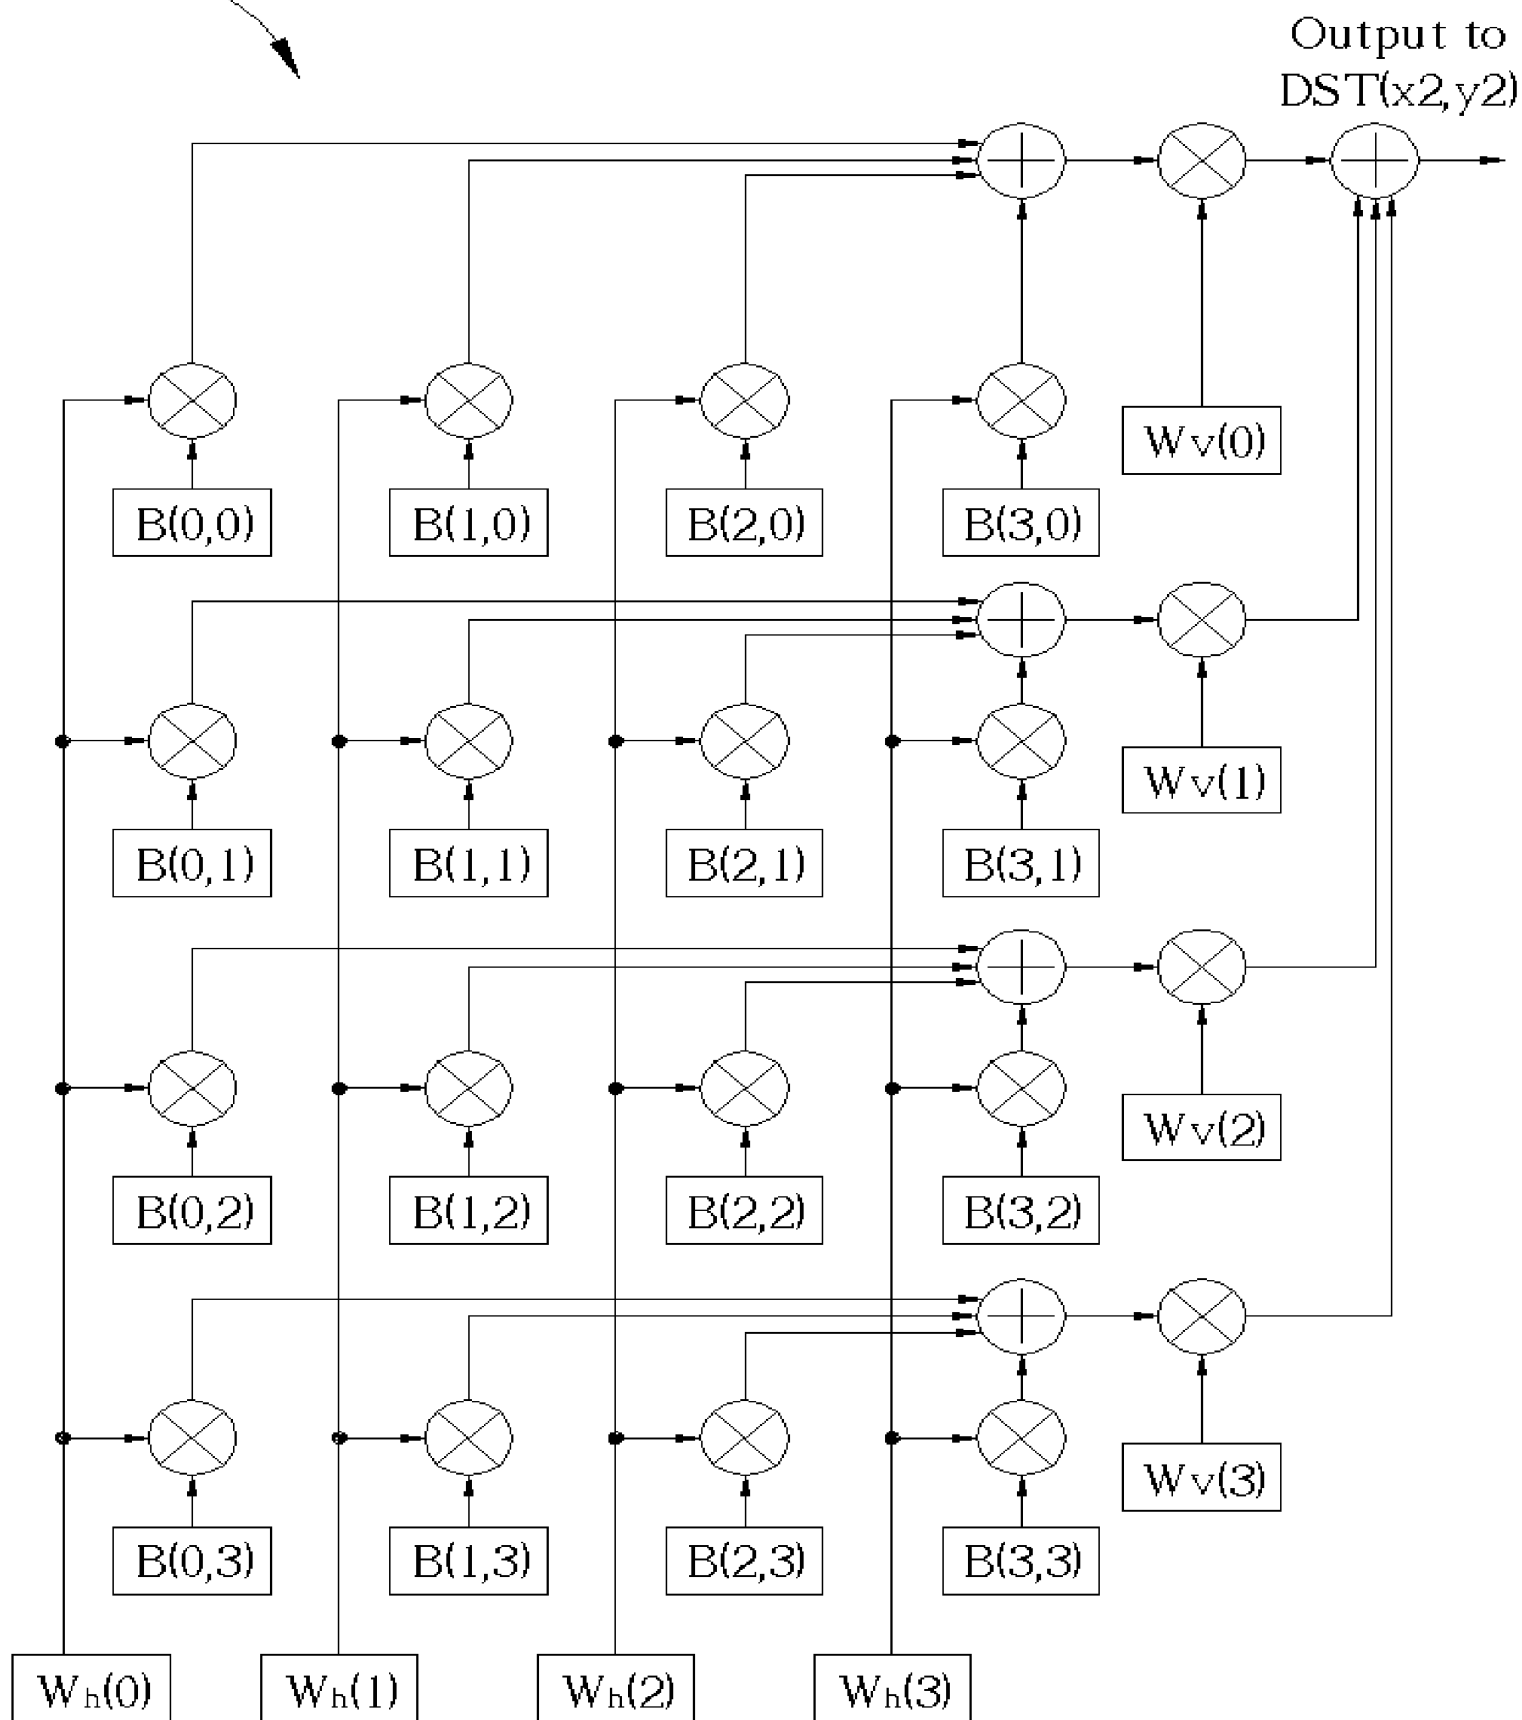 Output to
DST(x2,y2)
Wv(0)
B(0,0) B(1,0) B(2,0) B(3,0)
Wv(1)
B(0,1) B(1,1) B(2,1) B(3,1)
Wv(2)
B(0,2) B(1,2) B(2,2) B(3,2)
Wv(3)
B(0,3) B(1,3) B(2,3) B(3,3)
Wh(0) Wh(1) Wh(2) Wh(3)